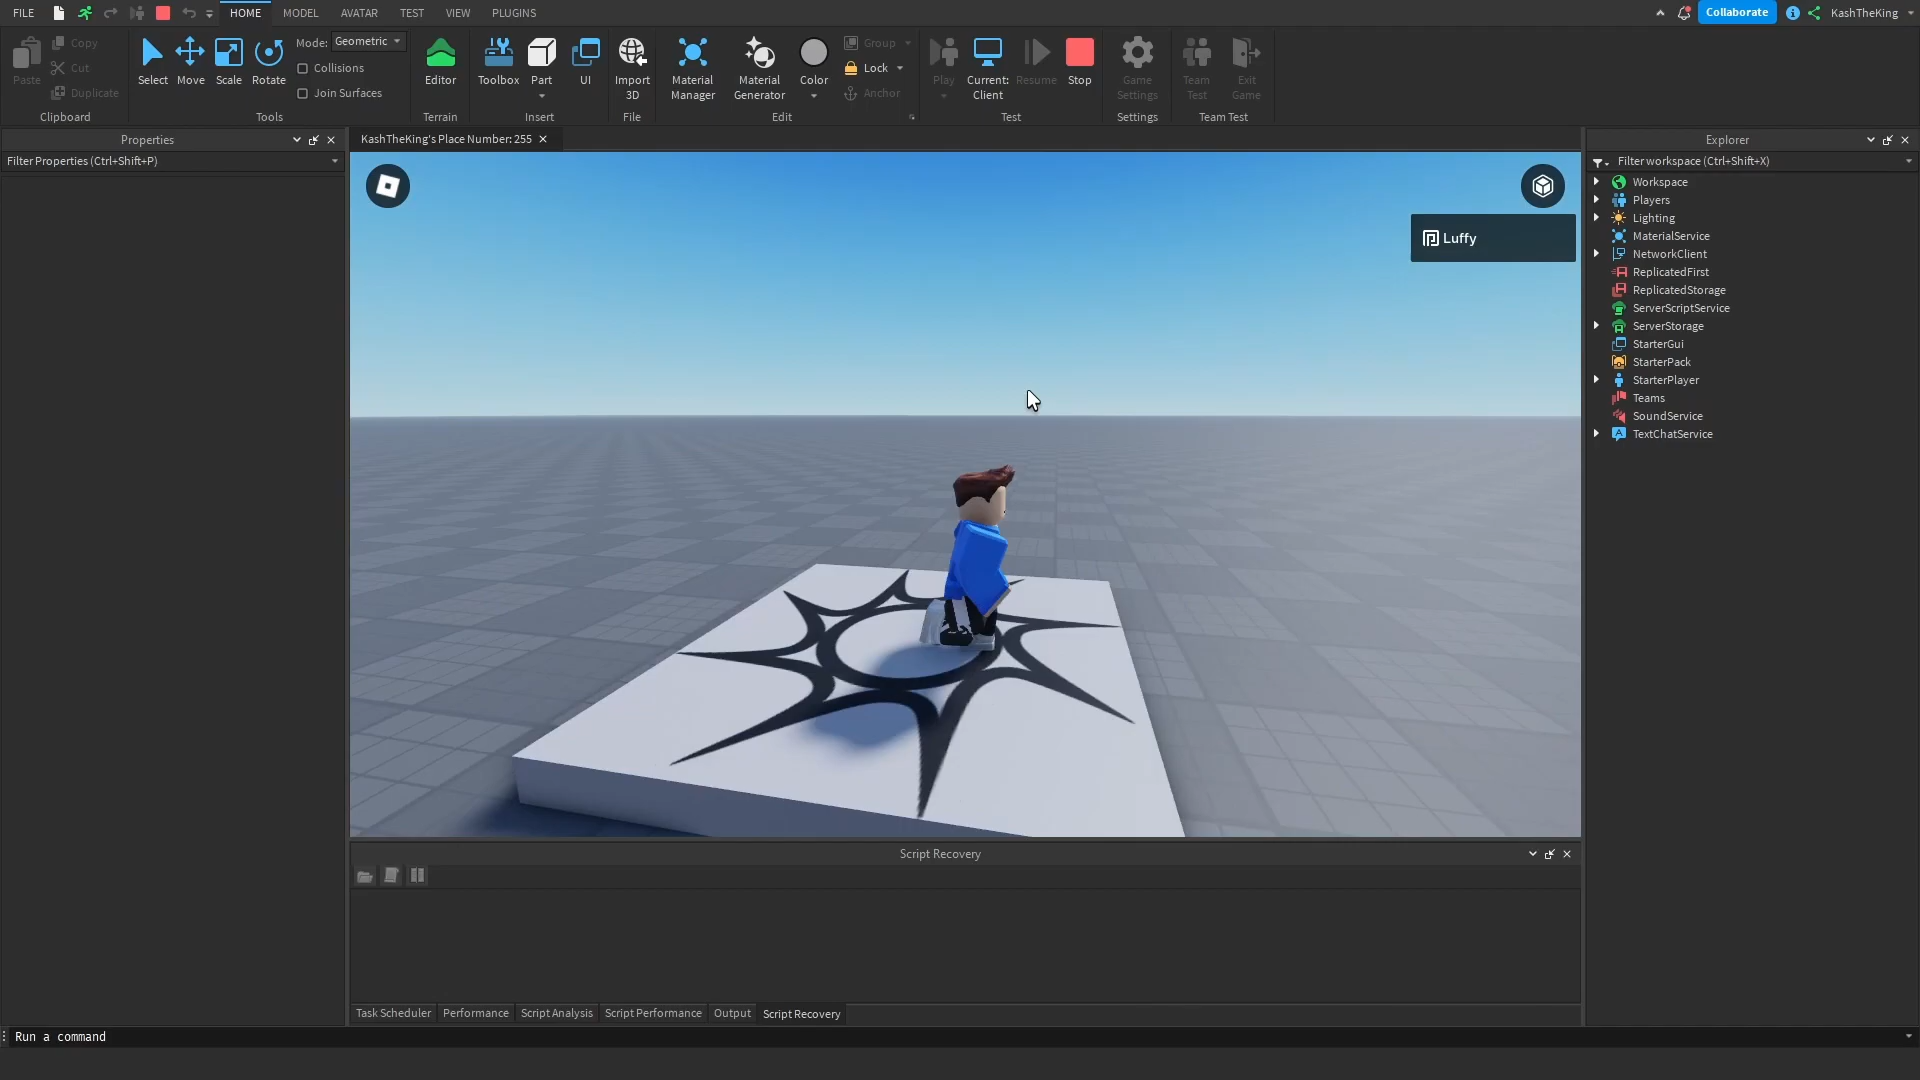 FILE HOME MODEL AVATAR TEST VIEW PLUGINS Collaborate KashTheKing
Paste Copy Cut Duplicate
Clipboard
Select Move Scale Rotate
Mode: Geometric
Collisions
Join Surfaces
Tools
Editor
Terrain
Toolbox Part UI
Insert
Import 3D
File
Material Manager
Material Generator
Color
Group
Lock
Anchor
Edit
Play
Current: Client
Resume
Stop
Test
Game Settings
Settings
Team Test
Exit Game
Team Test
Properties
Filter Properties (Ctrl+Shift+P)
KashTheKing's Place Number: 255
Luffy
Explorer
Filter workspace (Ctrl+Shift+X)
Workspace
Players
Lighting
MaterialService
NetworkClient
ReplicatedFirst
ReplicatedStorage
ServerScriptService
ServerStorage
StarterGui
StarterPack
StarterPlayer
Teams
SoundService
TextChatService
Script Recovery
Task Scheduler Performance Script Analysis Script Performance Output Script Recovery
Run a command